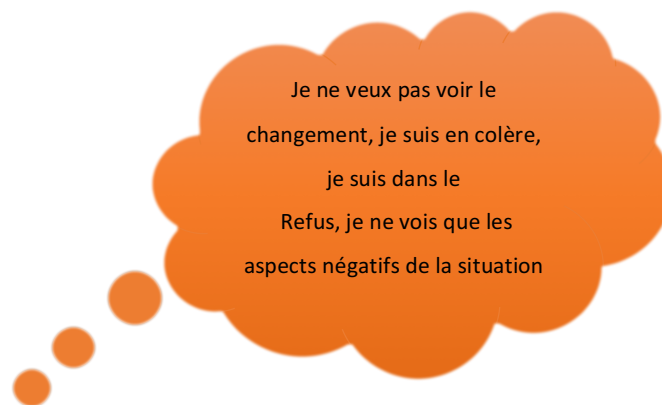 Je ne veux pas voir le
changement, je suis en colère,
je suis dans le
Refus, je ne vois que les
aspects négatifs de la situation